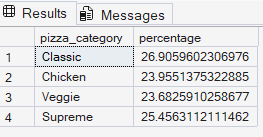 Results Messages
pizza_category percentage
1 Classic 26.9059602306976
2 Chicken 23.9551375322885
3 Veggie 23.6825910258677
4 Supreme 25.4563112111462